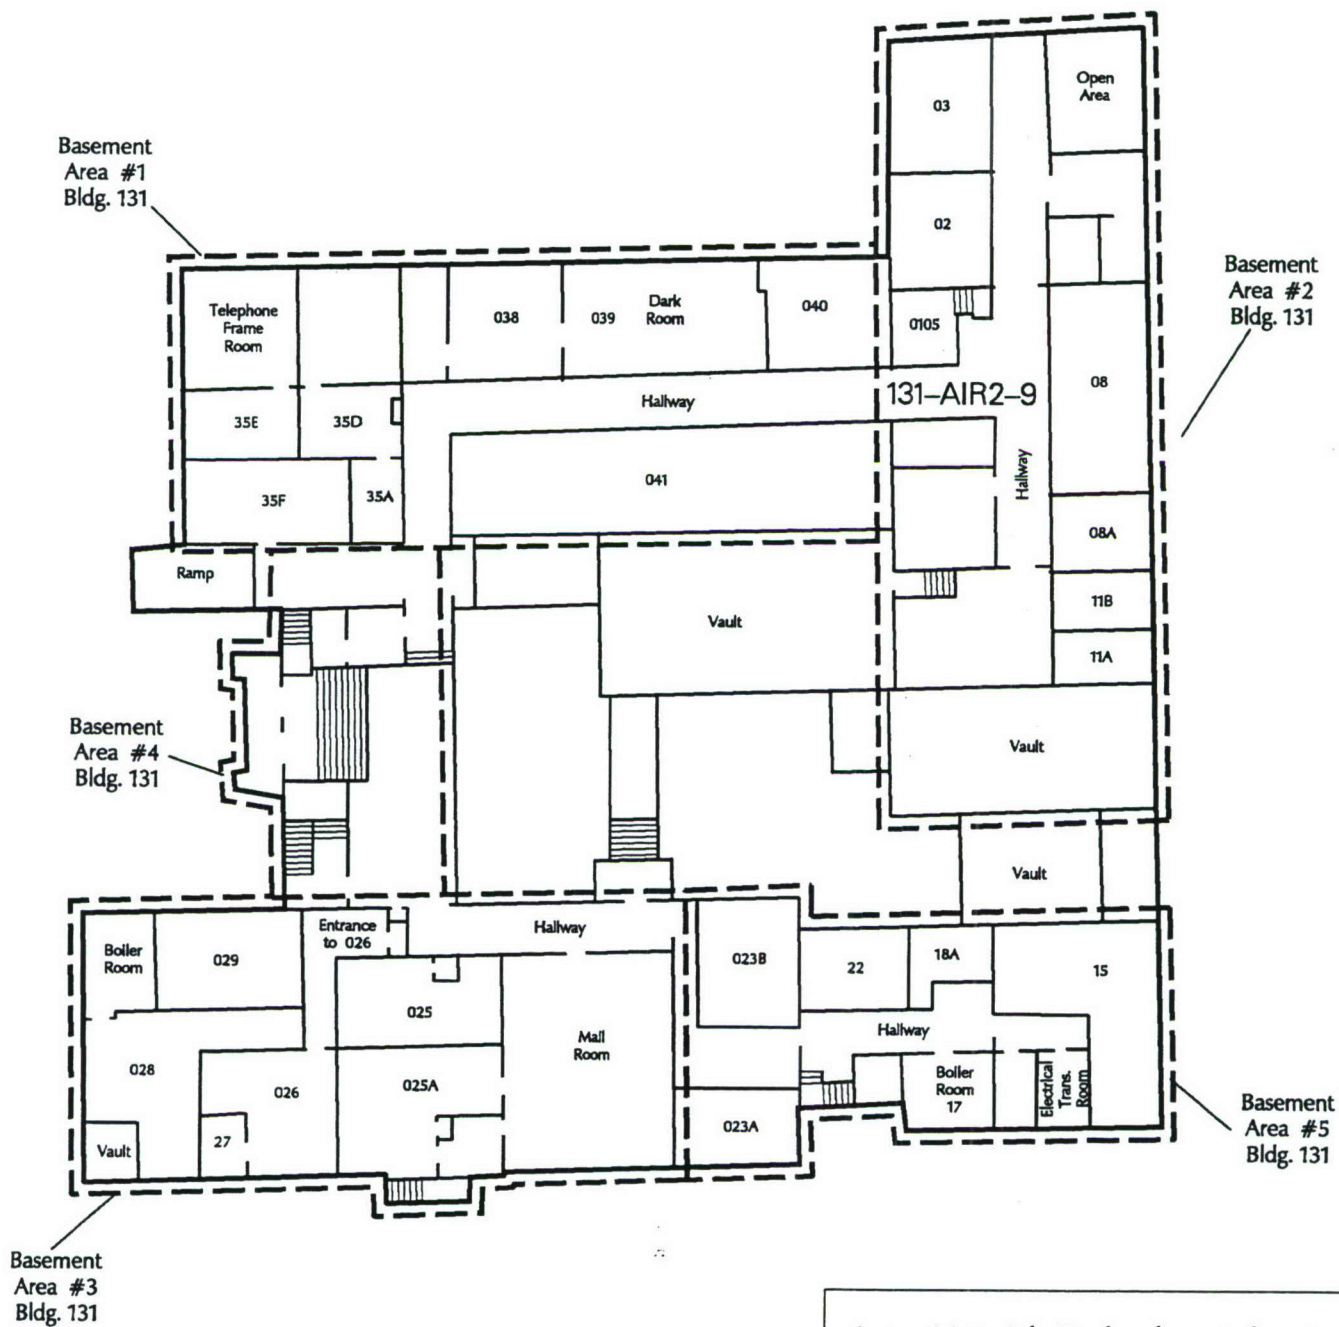 03
Open
Area
Basement
Area #1
Bldg. 131
02
Basement
Area #2
Bldg. 131
Telephone
Frame
Room
038
039
Dark
Room
040
0105
08
131–AIR2–9
Hallway
35E
35D
Hallway
35F
35A
041
08A
Ramp
11B
Vault
11A
Basement
Area #4
Bldg. 131
Vault
Vault
Entrance
to 026
Hallway
Boiler
Room
029
023B
22
18A
15
025
Hallway
Mail
Room
028
026
025A
Boiler
Room
17
Electrical
Trans.
Room
Vault
27
023A
Basement
Area #5
Bldg. 131
Basement
Area #3
Bldg. 131